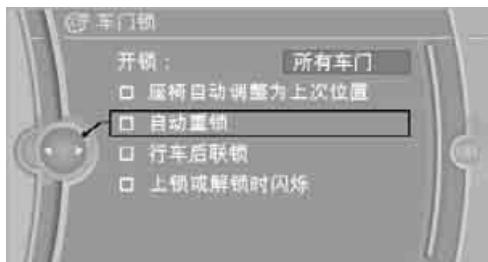 车门锁
开锁： 所有车门
座椅自动调整为上次位置
自动重锁
行车后联锁
上锁或解锁时闪烁